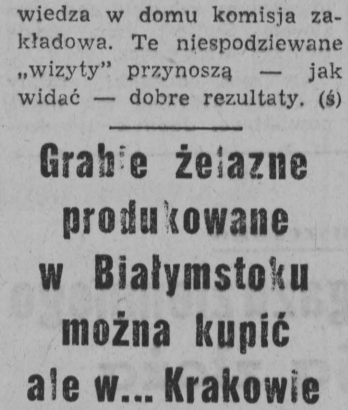 wiedza w domu komisja za-
kładowa. Te niespodziewane
„wizyty” przynoszą — jak
widać — dobre rezultaty. (ś)
Grabie żelazne
produkowane
w Białymstoku
można kupić
ale w... Krakowie